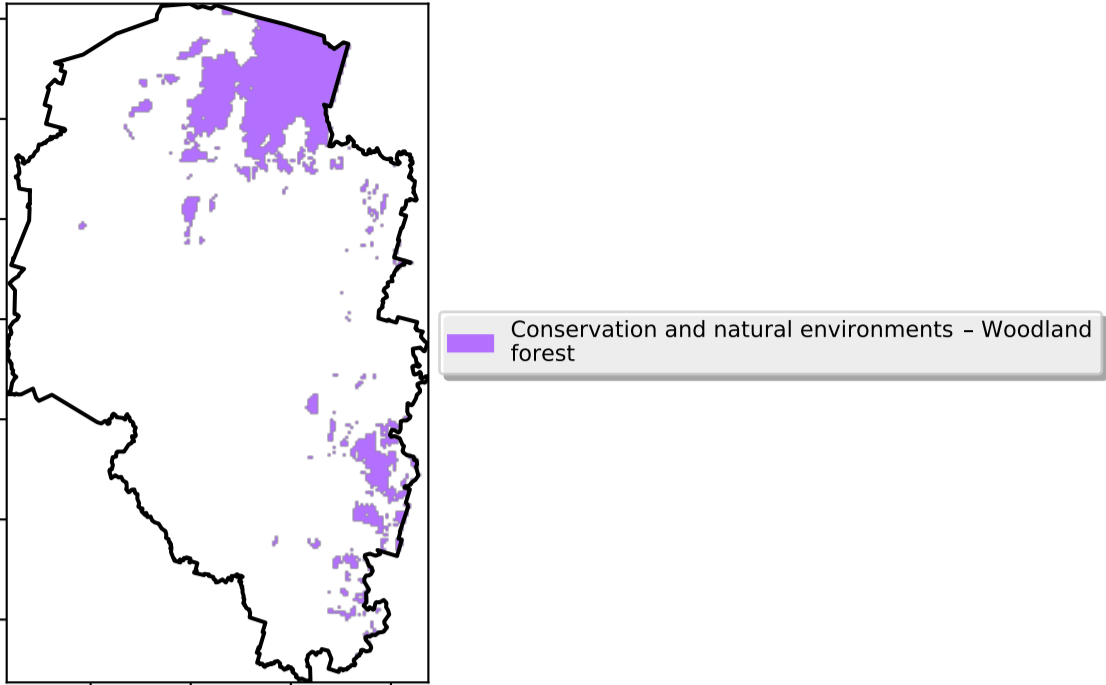 Conservation and natural environments – Woodland
forest